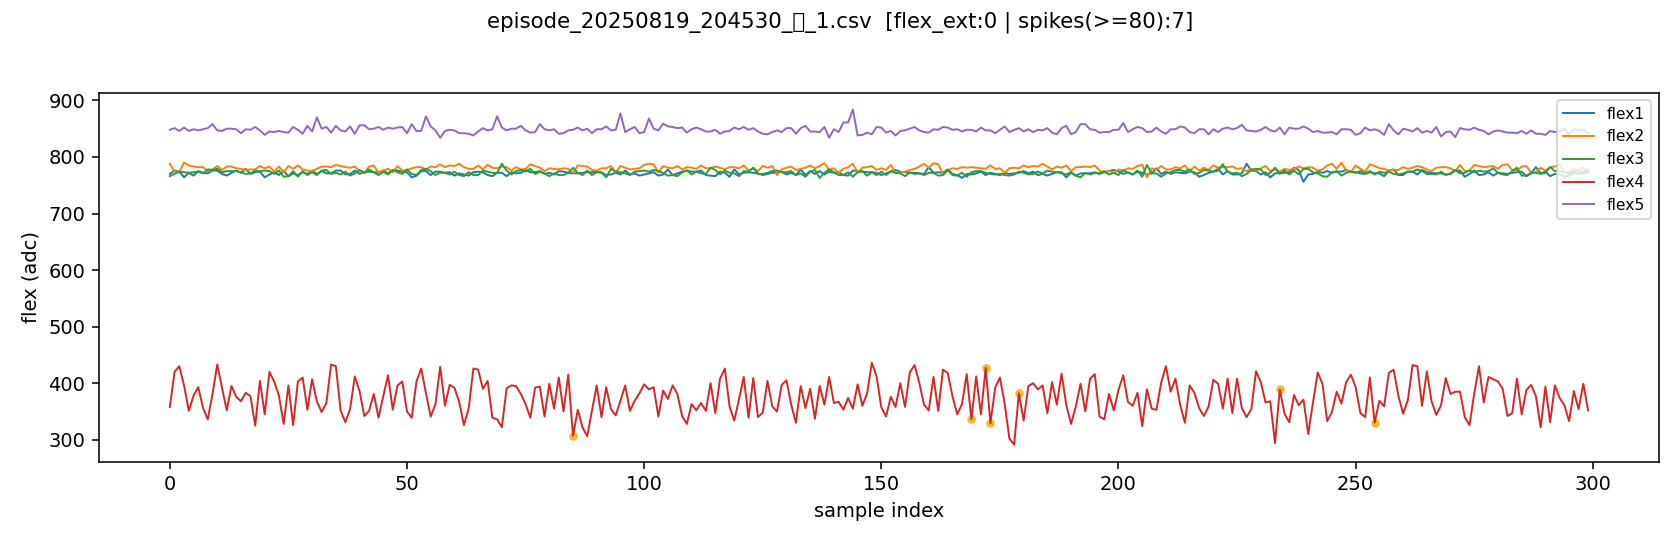 episode_20250819_204530_▯_1.csv [flex_ext:0 | spikes(>=80):7]
900
800
700
600
500
400
300
flex (adc)
flex1
flex2
flex3
flex4
flex5
0 50 100 150 200 250 300
sample index